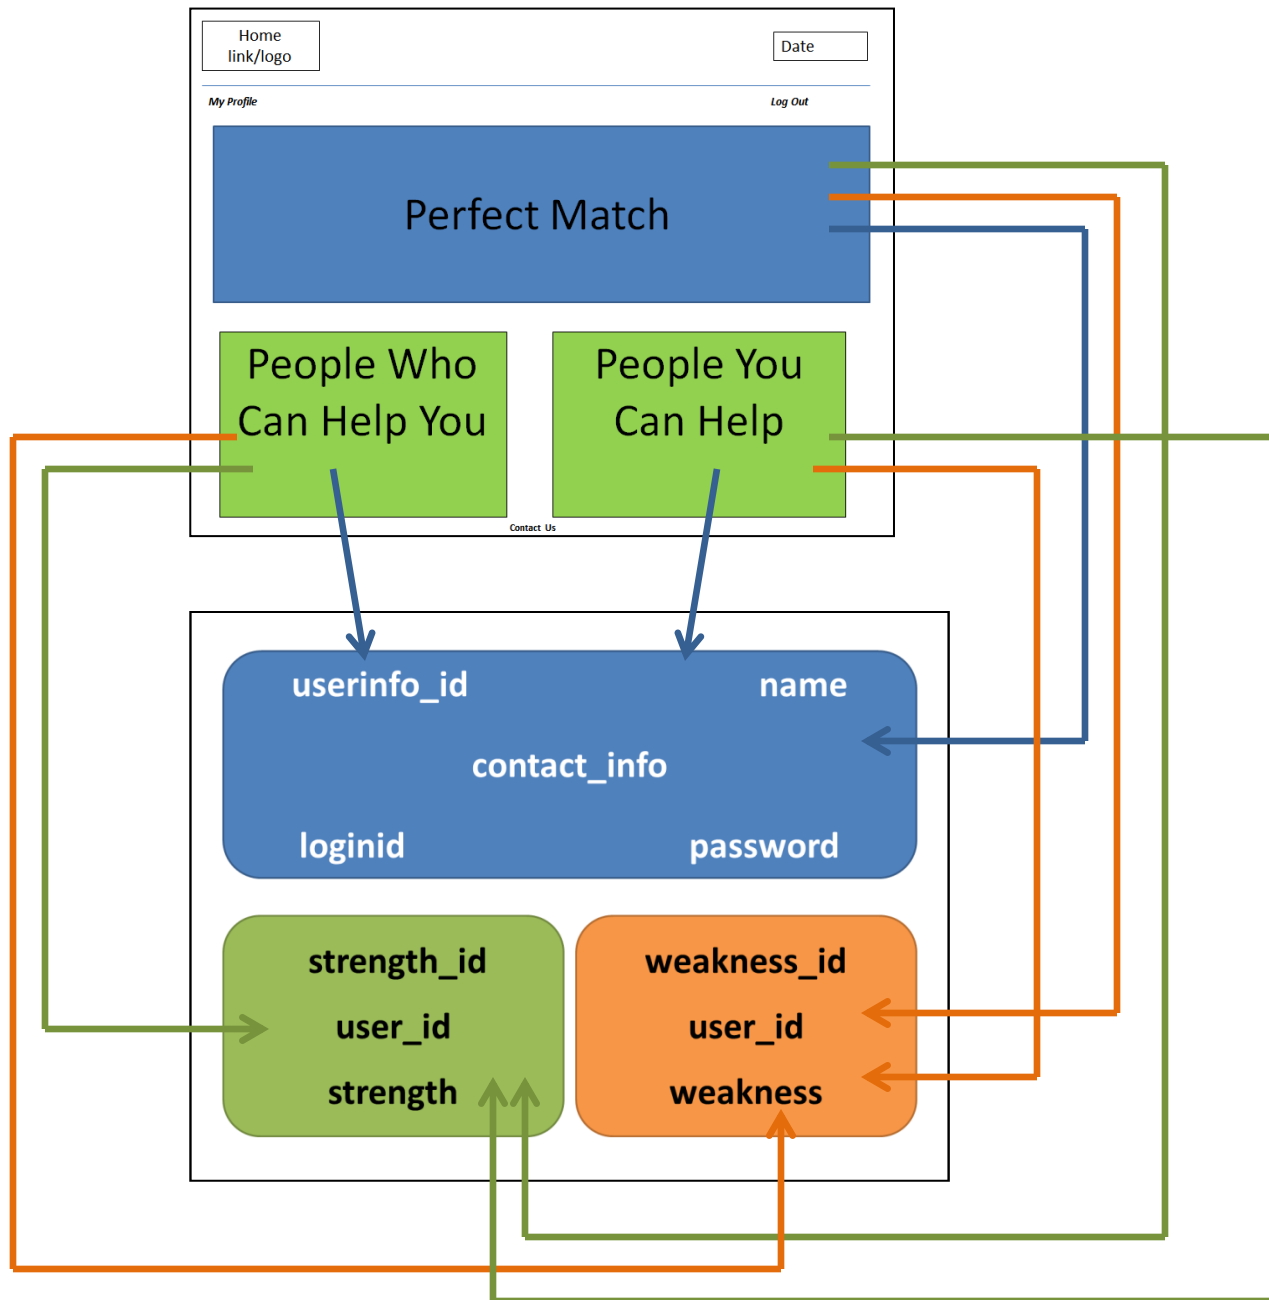 Home
link/logo
Date
My Profile
Log Out
Perfect Match
People Who
Can Help You
People You
Can Help
Contact Us
userinfo_id
name
contact_info
loginid
password
strength_id
user_id
strength
weakness_id
user_id
weakness